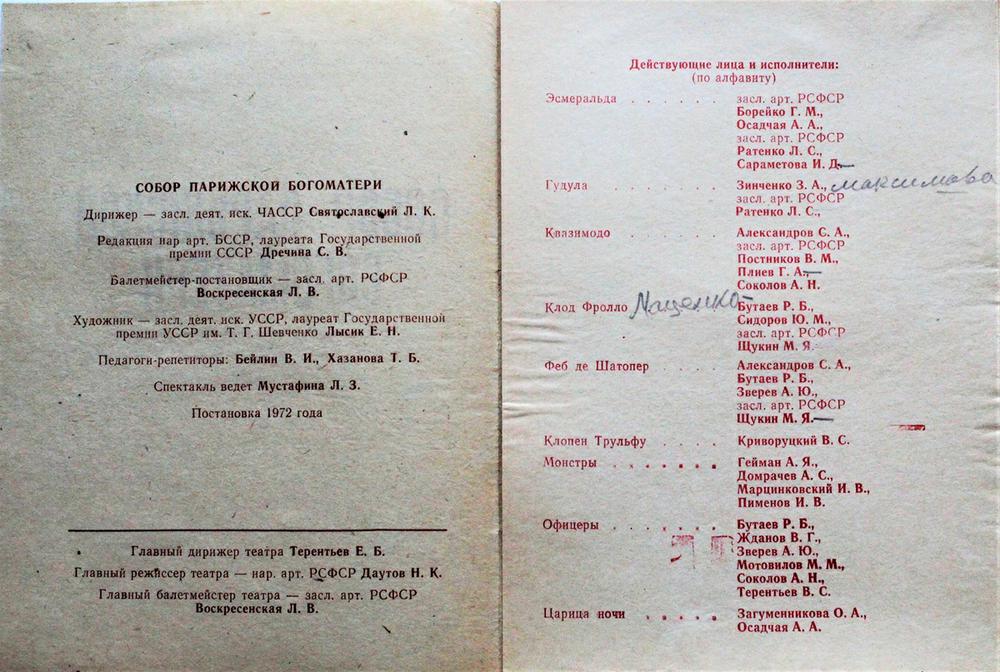 СОБОР ПАРИЖСКОЙ БОГОМАТЕРИ
Дирижер — засл. деят. иск. ЧАССР Святославский Л. К.
Редакция нар арт. БССР, лауреата Государственной
премии СССР Дречина С. В.
Балетмейстер-постановщик — засл. арт. РСФСР
Воскресенская Л. В.
Художник — засл. деят. иск. УССР, лауреат Государственной
премии УССР им. Т. Г. Шевченко Лысик Е. Н.
Педагоги-репетиторы: Бейлин В. И., Хазанова Т. Б.
Спектакль ведет Мустафина Л. З.
Постановка 1972 года
Главный дирижер театра Терентьев Е. Б.
Главный режиссер театра — нар. арт. РСФСР Даутов Н. К.
Главный балетмейстер театра — засл. арт. РСФСР
Воскресенская Л. В.
Действующие лица и исполнители:
(по алфавиту)
Эсмеральда . . . . . . засл. арт. РСФСР
Борейко Г. М.,
Осадчая А. А.,
засл. арт. РСФСР
Ратенко Л. С.,
Сараметова И. Д.—
Гудула . . . . . . . Зинченко З. А., Максимова
засл. арт. РСФСР
Ратенко Л. С.,
Квазимодо . . . . . . Александров С. А.,
засл. арт. РСФСР
Постников В. М.,
Плиев Г. А.,—
Соколов А. Н.
Клод Фролло Наценко— Бутаев Р. Б.,
Сидоров Ю. М.,
засл. арт. РСФСР
Щукин М. Я.
Феб де Шатопер . . . . Александров С. А.,
Бутаев Р. Б.,
Зверев А. Ю.,
засл. арт. РСФСР
Щукин М. Я.—
Клопен Трульфу . . . . Криворуцкий В. С.
Монстры . . . . . . . Гейман А. Я.,
Домрачев А. С.,
Марцинковский И. В.,
Пименов И. В.
Офицеры . . . . . . . Бутаев Р. Б.,
Жданов В. Г.,
Зверев А. Ю.,
Мотовилов М. М.,
Соколов А. Н.,
Терентьев В. С.
Царица ночи . . . . . Загуменникова О. А.,
Осадчая А. А.